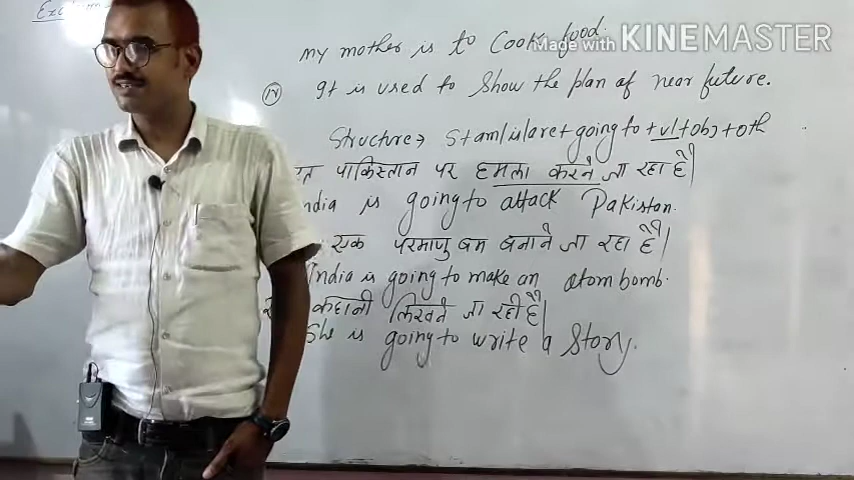 my mother is to cook food.
Made with KINEMASTER
(IV) It is used to show the plan of near future.
Structure → S+am/is/are+going to+v1+obj+oth
पाकिस्तान पर हमला करने जा रहा है|
India is going to attack Pakistan.
एक परमाणु बम बनाने जा रहा है|
India is going to make an atom bomb.
कहानी लिखने जा रही है|
She is going to write a story.